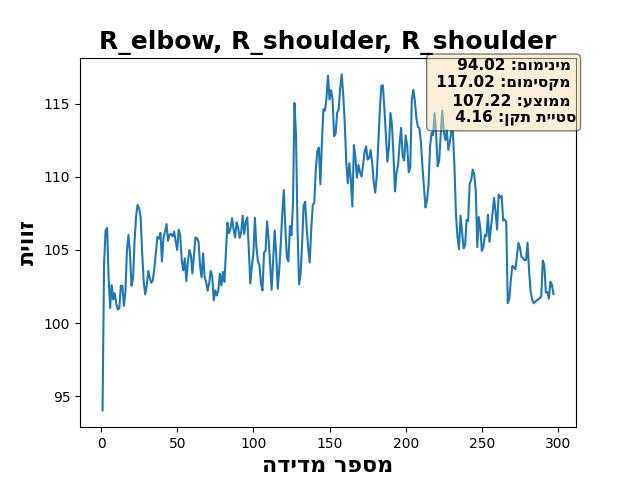 R_elbow, R_shoulder, R_shoulder
מינימום: 94.02
מקסימום: 117.02
ממוצע: 107.22
סטיית תקן: 4.16
זווית
115
110
105
100
95
0 50 100 150 200 250 300
מספר מדידה